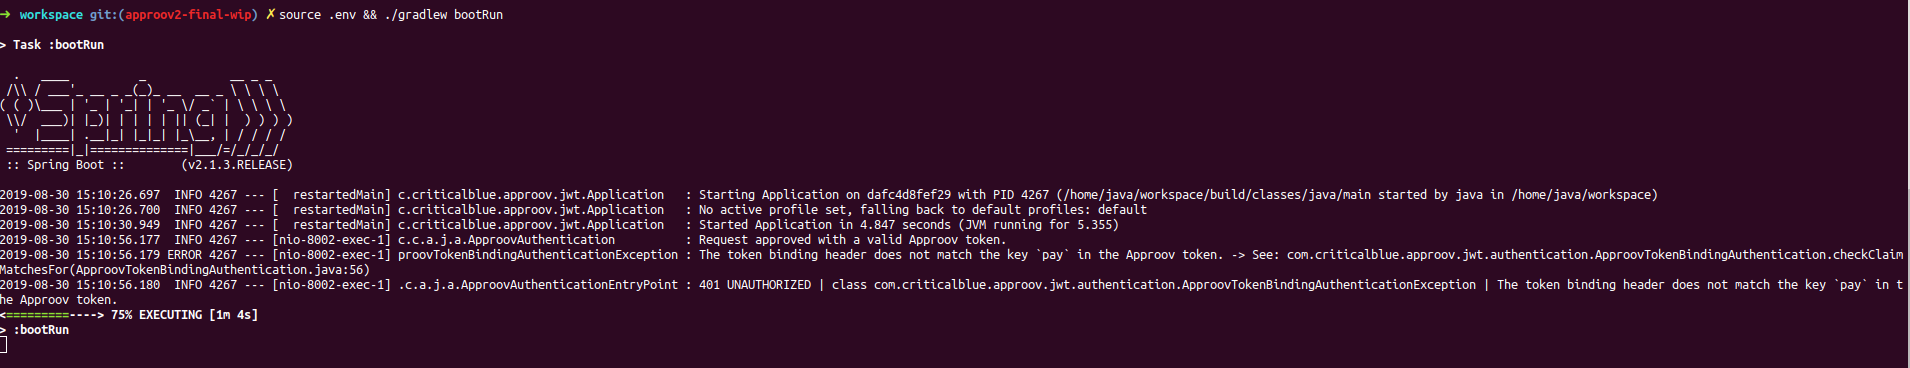 ➜  workspace git:(approov2-final-wip) ✗ source .env && ./gradlew bootRun
> Task :bootRun
  .   ____          _            __ _ _
 /\\ / ___'_ __ _ _(_)_ __  __ _ \ \ \ \
( ( )\___ | '_ | '_| | '_ \/ _` | \ \ \ \
 \\/  ___)| |_)| | | | | || (_| |  ) ) ) )
  '  |____| .__|_| |_|_| |_\__, | / / / /
 =========|_|==============|___/=/_/_/_/
 :: Spring Boot ::        (v2.1.3.RELEASE)
2019-08-30 15:10:26.697  INFO 4267 --- [  restartedMain] c.criticalblue.approov.jwt.Application   : Starting Application on dafc4d8fef29 with PID 4267 (/home/java/workspace/build/classes/java/main started by java in /home/java/workspace)
2019-08-30 15:10:26.700  INFO 4267 --- [  restartedMain] c.criticalblue.approov.jwt.Application   : No active profile set, falling back to default profiles: default
2019-08-30 15:10:30.949  INFO 4267 --- [  restartedMain] c.criticalblue.approov.jwt.Application   : Started Application in 4.847 seconds (JVM running for 5.355)
2019-08-30 15:10:56.177  INFO 4267 --- [nio-8002-exec-1] c.c.a.j.a.ApproovAuthentication          : Request approved with a valid Approov token.
2019-08-30 15:10:56.179 ERROR 4267 --- [nio-8002-exec-1] proovTokenBindingAuthenticationException : The token binding header does not match the key `pay` in the Approov token. -> See: com.criticalblue.approov.jwt.authentication.ApproovTokenBindingAuthentication.checkClaim
MatchesFor(ApproovTokenBindingAuthentication.java:56)
2019-08-30 15:10:56.180  INFO 4267 --- [nio-8002-exec-1] .c.a.j.a.ApproovAuthenticationEntryPoint : 401 UNAUTHORIZED | class com.criticalblue.approov.jwt.authentication.ApproovTokenBindingAuthenticationException | The token binding header does not match the key `pay` in t
he Approov token.
<=========----> 75% EXECUTING [1m 4s]
> :bootRun